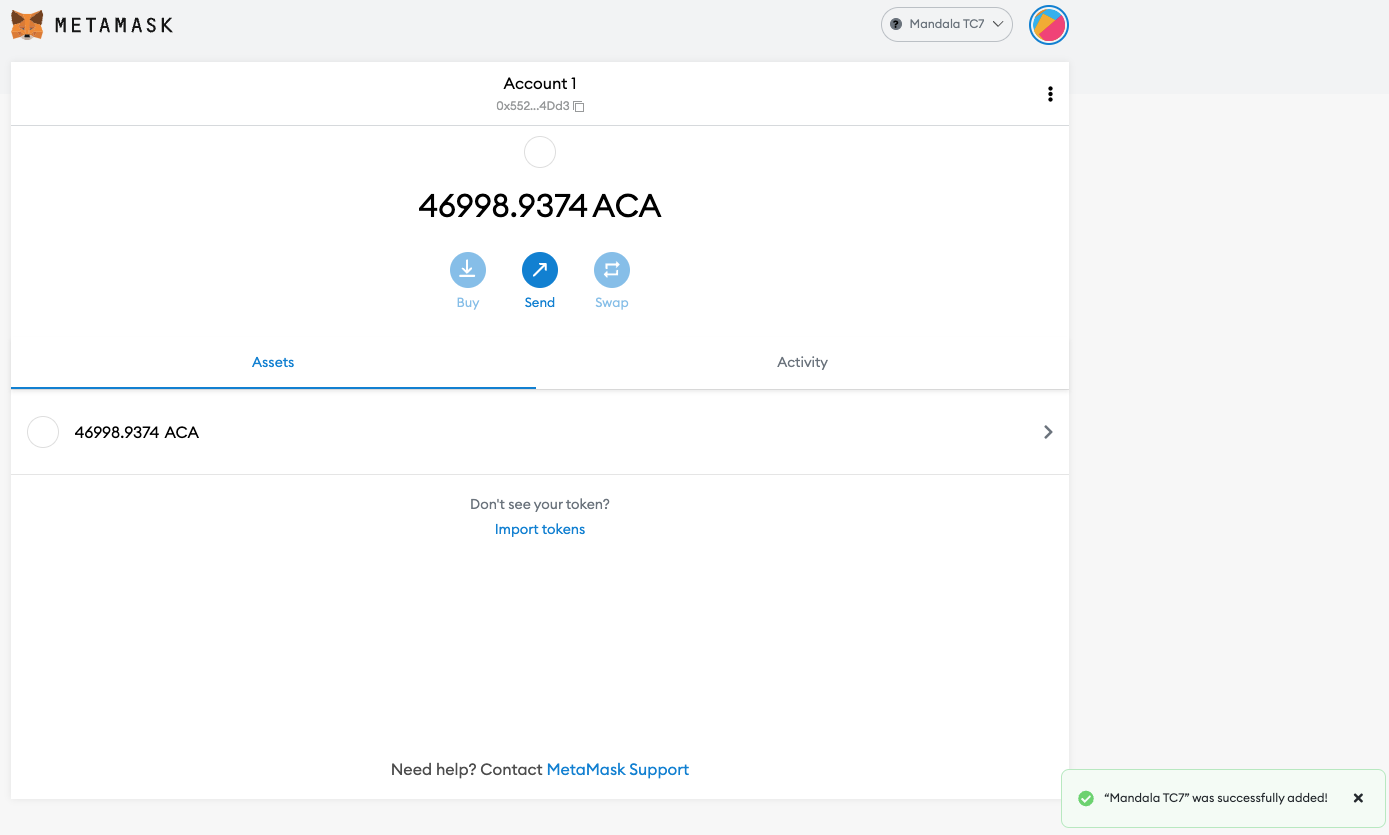 METAMASK
Mandala TC7
Account 1
0x552...4Dd3
46998.9374 ACA
Buy
Send
Swap
Assets
Activity
46998.9374 ACA
Don't see your token?
Import tokens
Need help? Contact MetaMask Support
“Mandala TC7” was successfully added!